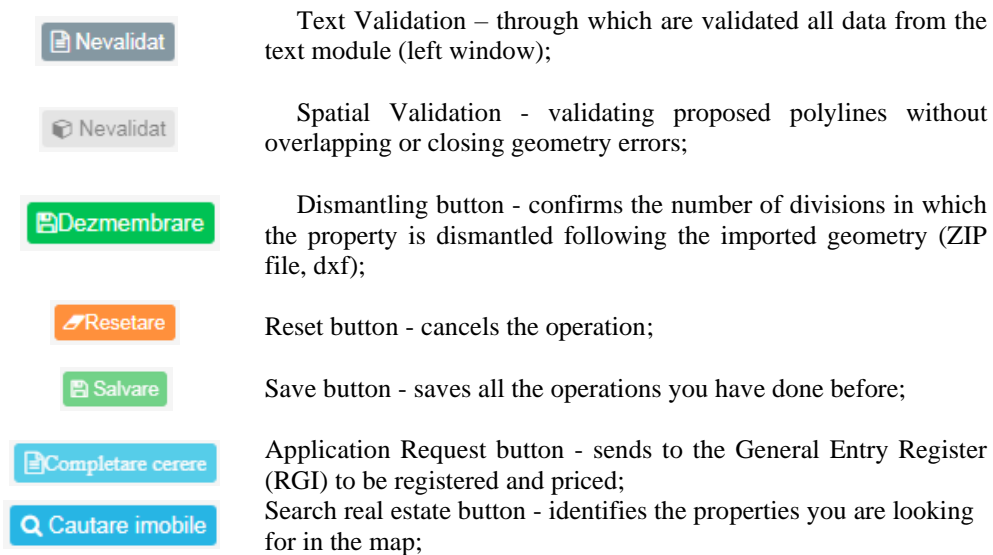 Nevalidat
Text Validation – through which are validated all data from the
text module (left window);
Nevalidat
Spatial Validation - validating proposed polylines without
overlapping or closing geometry errors;
Dezmembrare
Dismantling button - confirms the number of divisions in which
the property is dismantled following the imported geometry (ZIP
file, dxf);
Resetare
Reset button - cancels the operation;
Salvare
Save button - saves all the operations you have done before;
Completare cerere
Application Request button - sends to the General Entry Register
(RGI) to be registered and priced;
Cautare imobile
Search real estate button - identifies the properties you are looking
for in the map;